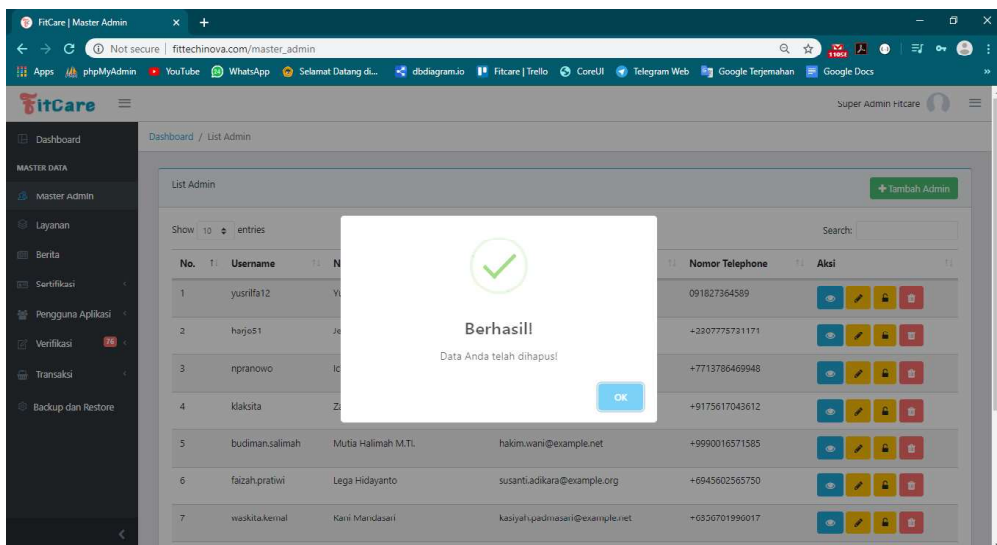 FitCare | Master Admin
Not secure | fittechinova.com/master_admin
Apps phpMyAdmin YouTube WhatsApp Selamat Datang di... dbdiagram.io Fitcare | Trello CoreUI Telegram Web Google Terjemahan Google Docs »
FitCare Super Admin Fitcare
Dashboard
Dashboard / List Admin
MASTER DATA
Master Admin
Layanan
Berita
Sertifikasi
Pengguna Aplikasi
Verifikasi 76
Transaksi
Backup dan Restore
List Admin
+ Tambah Admin
Show 10 entries Search:
No. Username N Nomor Telephone Aksi
1 yusrilfa12 Yu 091827364589
2 harjo51 Je +2307775731171
3 npranowo Ic +7713786469948
4 klaksita Za +9175617043612
5 budiman.salimah Mutia Halimah M.TI. hakim.wani@example.net +9990016571585
6 faizah.pratiwi Lega Hidayanto susanti.adikara@example.org +6945602565750
7 waskita.kemal Kani Mandasari kasiyah.padmasari@example.net +6356701996017
Berhasil!
Data Anda telah dihapus!
OK